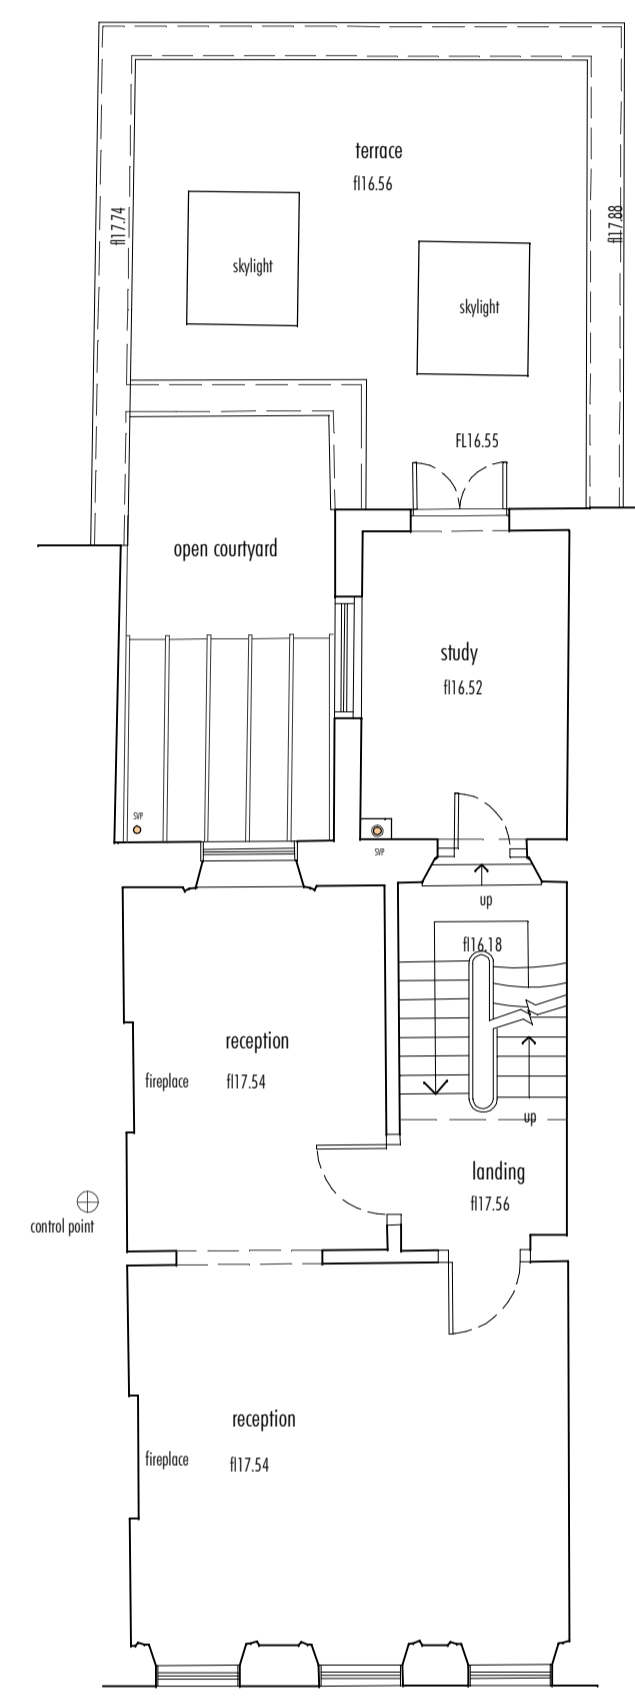 terrace
fl16.56
fl17.74
fl17.88
skylight
skylight
FL16.55
open courtyard
study
fl16.52
SVP
SVP
up
fl16.18
reception
fireplace fl17.54
up
landing
fl17.56
control point
reception
fireplace fl17.54